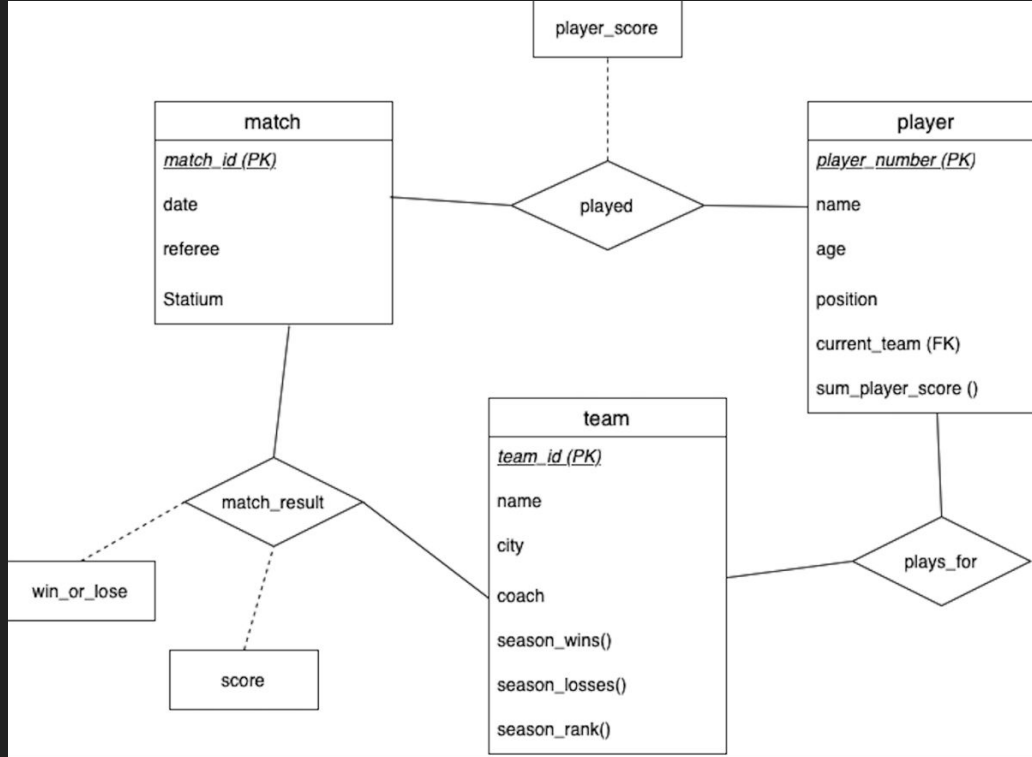 player_score
match
match_id (PK)
date
referee
Statium
played
player
player_number (PK)
name
age
position
current_team (FK)
sum_player_score ()
team
team_id (PK)
name
city
coach
season_wins()
season_losses()
season_rank()
match_result
win_or_lose
score
plays_for